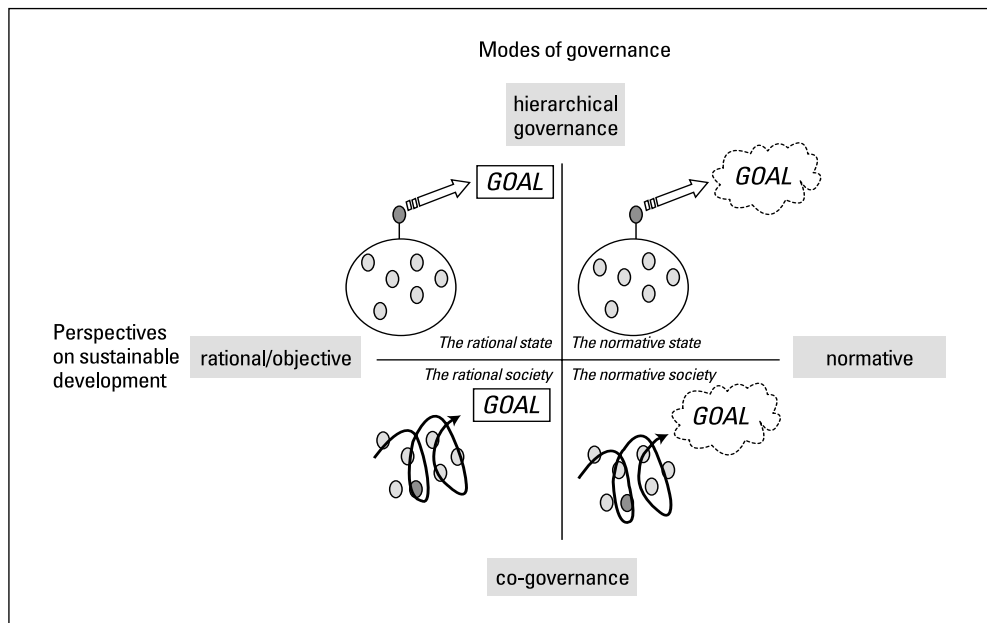 Modes of governance
hierarchical
governance
GOAL
GOAL
Perspectives
on sustainable
development
rational/objective
The rational state
The normative state
normative
The rational society
The normative society
GOAL
GOAL
co-governance